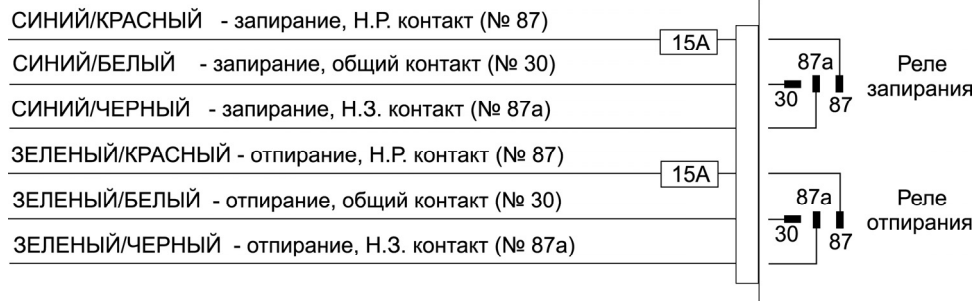 СИНИЙ/КРАСНЫЙ - запирание, Н.Р. контакт (№ 87)
15А
СИНИЙ/БЕЛЫЙ - запирание, общий контакт (№ 30)
СИНИЙ/ЧЕРНЫЙ - запирание, Н.З. контакт (№ 87а)
87а
30
87
Реле
запирания
ЗЕЛЕНЫЙ/КРАСНЫЙ - отпирание, Н.Р. контакт (№ 87)
15А
ЗЕЛЕНЫЙ/БЕЛЫЙ - отпирание, общий контакт (№ 30)
ЗЕЛЕНЫЙ/ЧЕРНЫЙ - отпирание, Н.З. контакт (№ 87а)
87а
30
87
Реле
отпирания